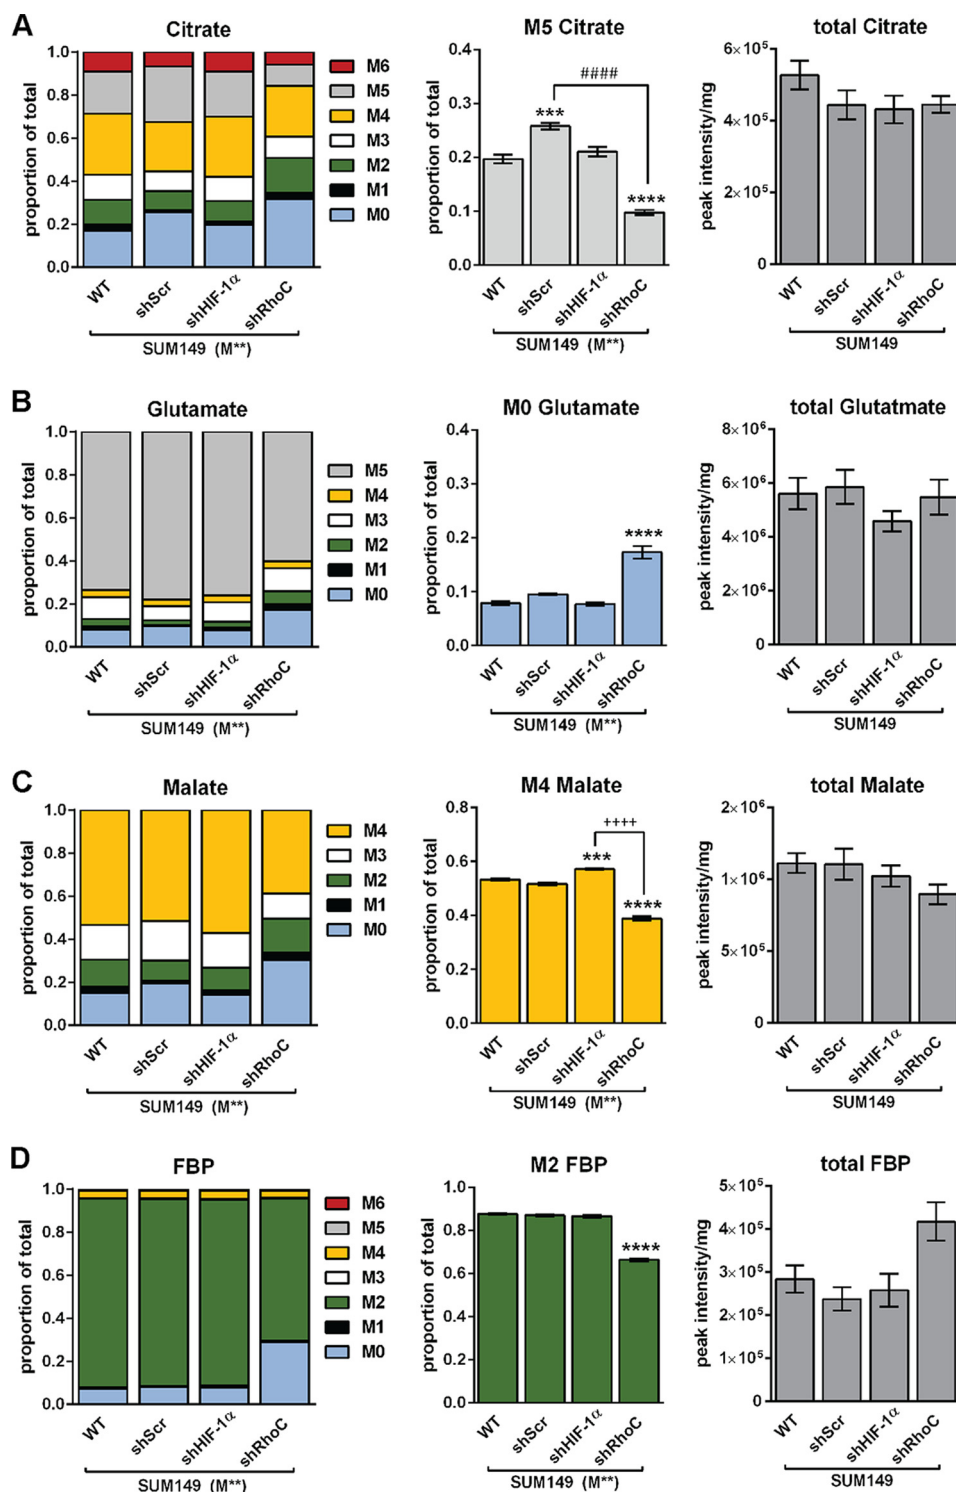 A
Citrate
proportion of total
1.0
0.8
0.6
0.4
0.2
0.0
M6
M5
M4
M3
M2
M1
M0
WT
shScr
shHIF-1α
shRhoC
SUM149 (M**)
M5 Citrate
proportion of total
0.4
0.3
0.2
0.1
0.0
####
***
****
WT
shScr
shHIF-1α
shRhoC
SUM149 (M**)
total Citrate
peak intensity/mg
6×10⁵
4×10⁵
2×10⁵
0
WT
shScr
shHIF-1α
shRhoC
SUM149
B
Glutamate
proportion of total
1.0
0.8
0.6
0.4
0.2
0.0
M5
M4
M3
M2
M1
M0
WT
shScr
shHIF-1α
shRhoC
SUM149 (M**)
M0 Glutamate
proportion of total
0.4
0.3
0.2
0.1
0.0
****
WT
shScr
shHIF-1α
shRhoC
SUM149 (M**)
total Glutatmate
peak intensity/mg
8×10⁶
6×10⁶
4×10⁶
2×10⁶
0
WT
shScr
shHIF-1α
shRhoC
SUM149
C
Malate
proportion of total
1.0
0.8
0.6
0.4
0.2
0.0
M4
M3
M2
M1
M0
WT
shScr
shHIF-1α
shRhoC
SUM149 (M**)
M4 Malate
proportion of total
0.8
0.6
0.4
0.2
0.0
++++
***
****
WT
shScr
shHIF-1α
shRhoC
SUM149 (M**)
total Malate
peak intensity/mg
2×10⁶
1×10⁶
5×10⁵
0
WT
shScr
shHIF-1α
shRhoC
SUM149
D
FBP
proportion of total
1.0
0.8
0.6
0.4
0.2
0.0
M6
M5
M4
M3
M2
M1
M0
WT
shScr
shHIF-1α
shRhoC
SUM149 (M**)
M2 FBP
proportion of total
1.0
0.8
0.6
0.4
0.2
0.0
****
WT
shScr
shHIF-1α
shRhoC
SUM149 (M**)
total FBP
peak intensity/mg
5×10⁵
4×10⁵
3×10⁵
2×10⁵
1×10⁵
0
WT
shScr
shHIF-1α
shRhoC
SUM149